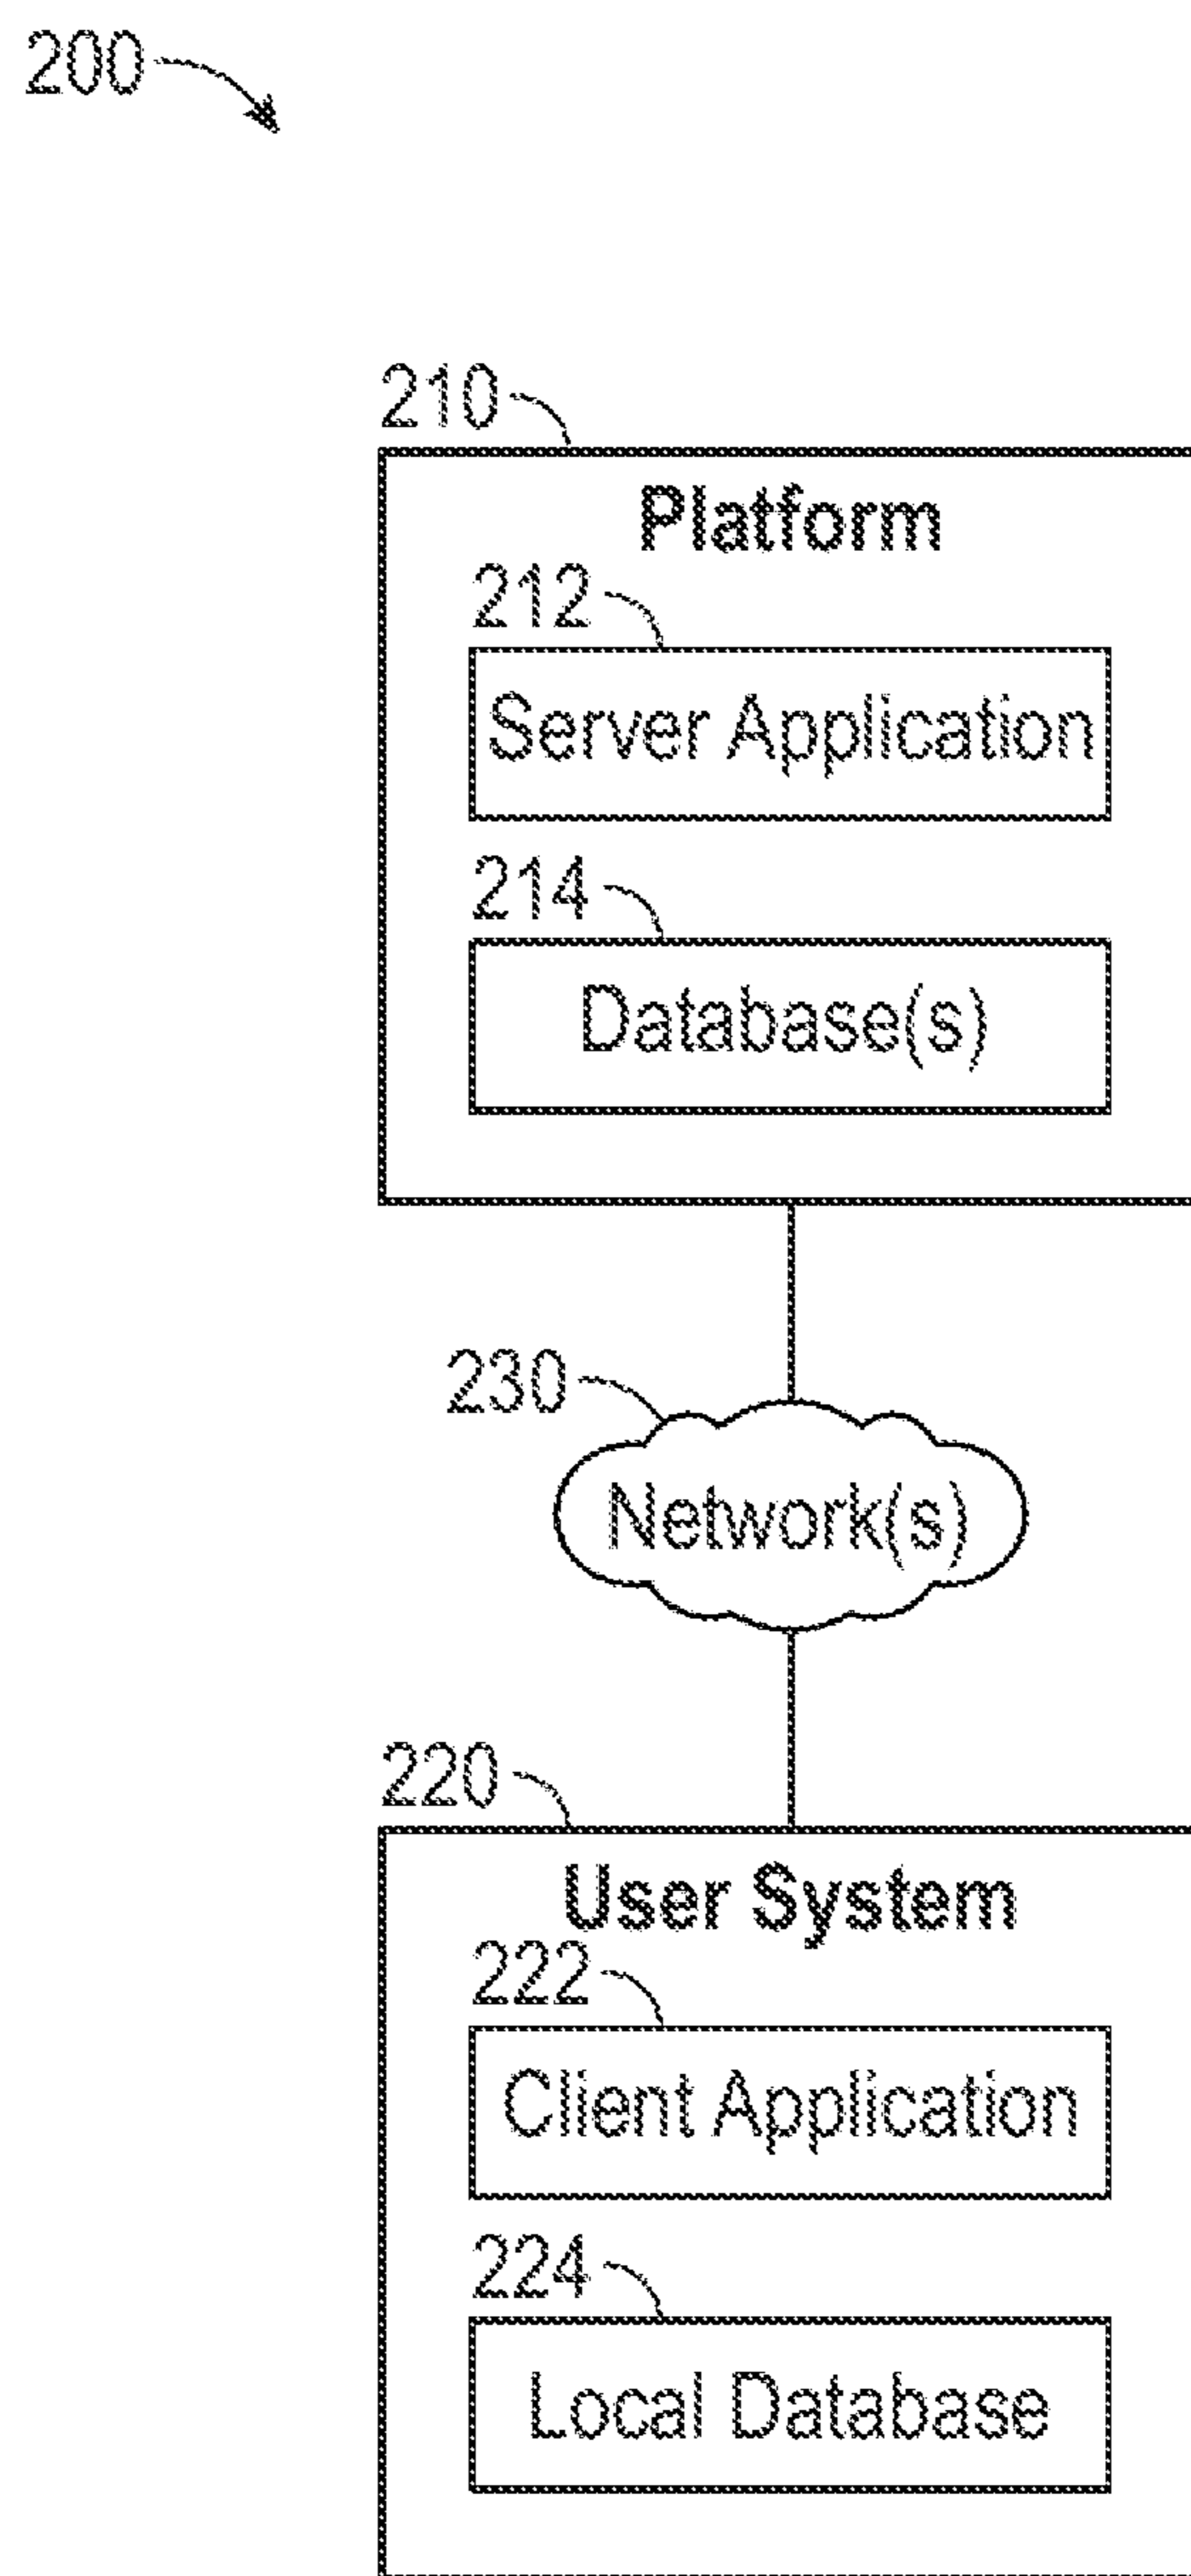 200
210
Platform
212
Server Application
214
Database(s)
230
Network(s)
220
User System
222
Client Application
224
Local Database